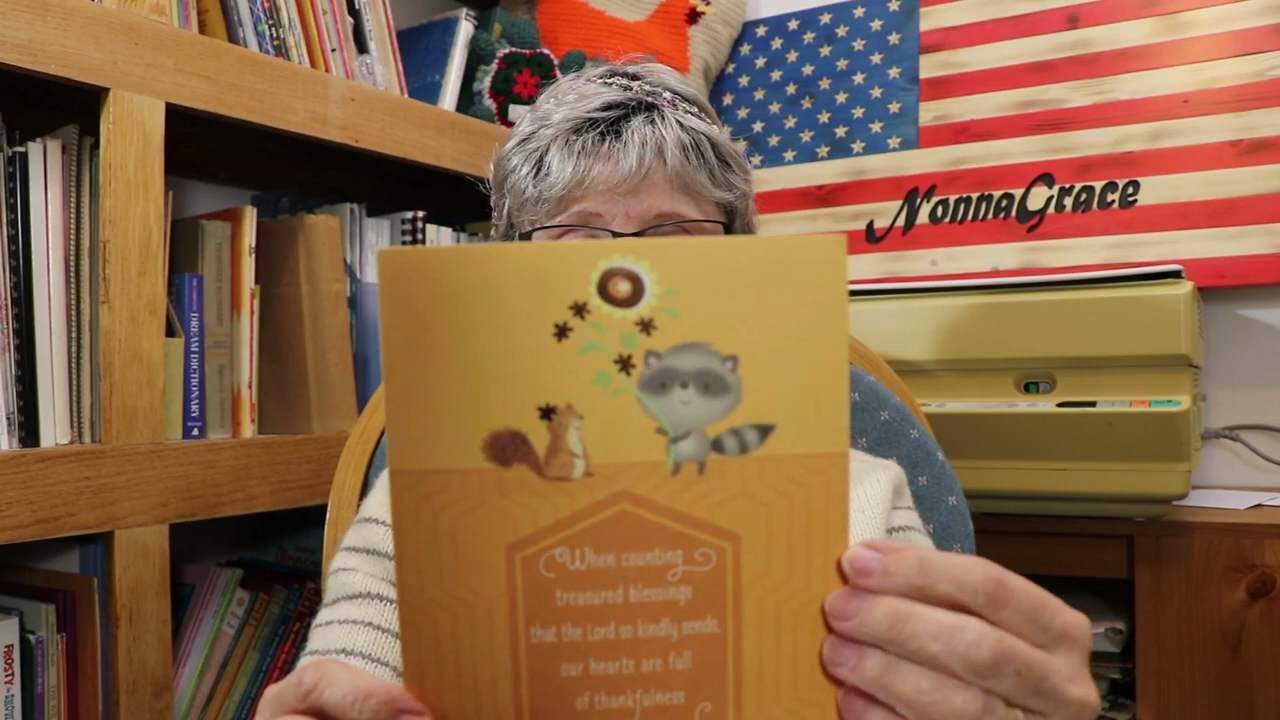 NonnaGrace
DREAM DICTIONARY
FROSTY
When counting
treasured blessings
that the Lord so kindly sends,
our hearts are full
of thankfulness